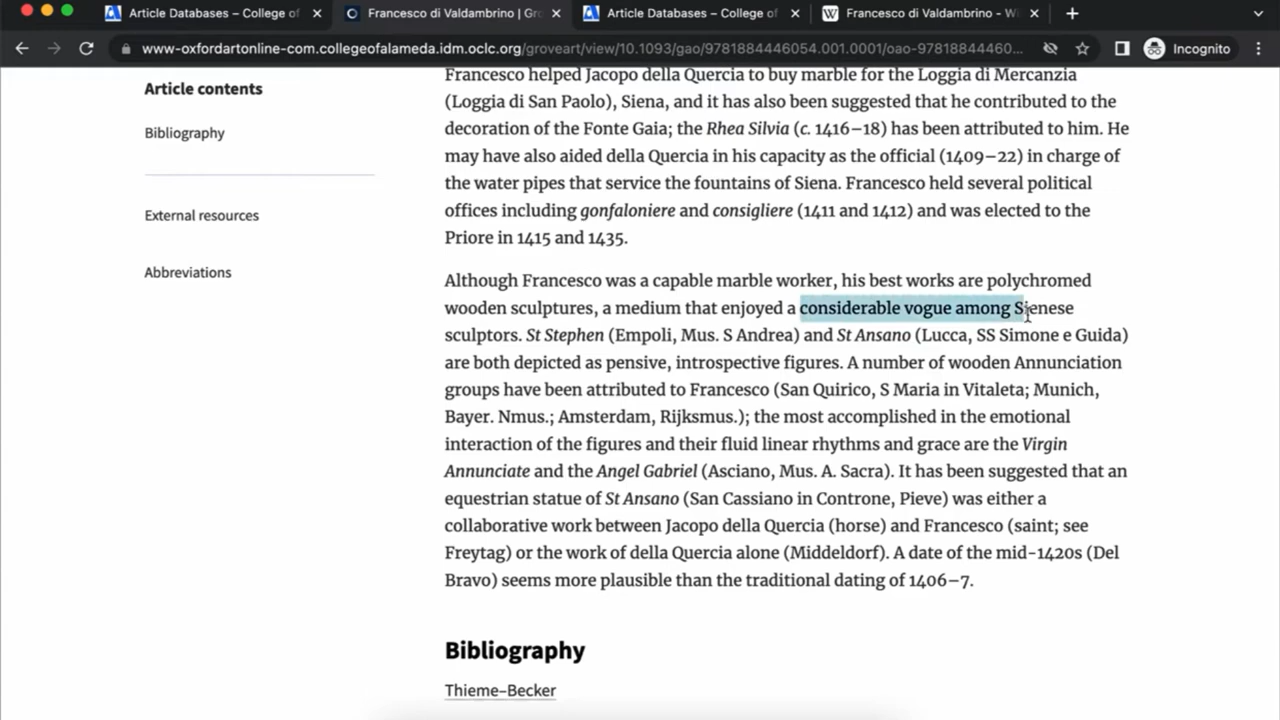 Article Databases – College of
Francesco di Valdambrino | Gro
Article Databases – College of
Francesco di Valdambrino - Wi
www-oxfordartonline-com.collegeofalameda.idm.oclc.org/groveart/view/10.1093/gao/9781884446054.001.0001/oao-97818844460...
Incognito
Article contents
Bibliography
External resources
Abbreviations
Francesco helped Jacopo della Quercia to buy marble for the Loggia di Mercanzia
(Loggia di San Paolo), Siena, and it has also been suggested that he contributed to the
decoration of the Fonte Gaia; the Rhea Silvia (c. 1416–18) has been attributed to him. He
may have also aided della Quercia in his capacity as the official (1409–22) in charge of
the water pipes that service the fountains of Siena. Francesco held several political
offices including gonfaloniere and consigliere (1411 and 1412) and was elected to the
Priore in 1415 and 1435.
Although Francesco was a capable marble worker, his best works are polychromed
wooden sculptures, a medium that enjoyed a considerable vogue among Sienese
sculptors. St Stephen (Empoli, Mus. S Andrea) and St Ansano (Lucca, SS Simone e Guida)
are both depicted as pensive, introspective figures. A number of wooden Annunciation
groups have been attributed to Francesco (San Quirico, S Maria in Vitaleta; Munich,
Bayer. Nmus.; Amsterdam, Rijksmus.); the most accomplished in the emotional
interaction of the figures and their fluid linear rhythms and grace are the Virgin
Annunciate and the Angel Gabriel (Asciano, Mus. A. Sacra). It has been suggested that an
equestrian statue of St Ansano (San Cassiano in Controne, Pieve) was either a
collaborative work between Jacopo della Quercia (horse) and Francesco (saint; see
Freytag) or the work of della Quercia alone (Middeldorf). A date of the mid-1420s (Del
Bravo) seems more plausible than the traditional dating of 1406–7.
Bibliography
Thieme–Becker